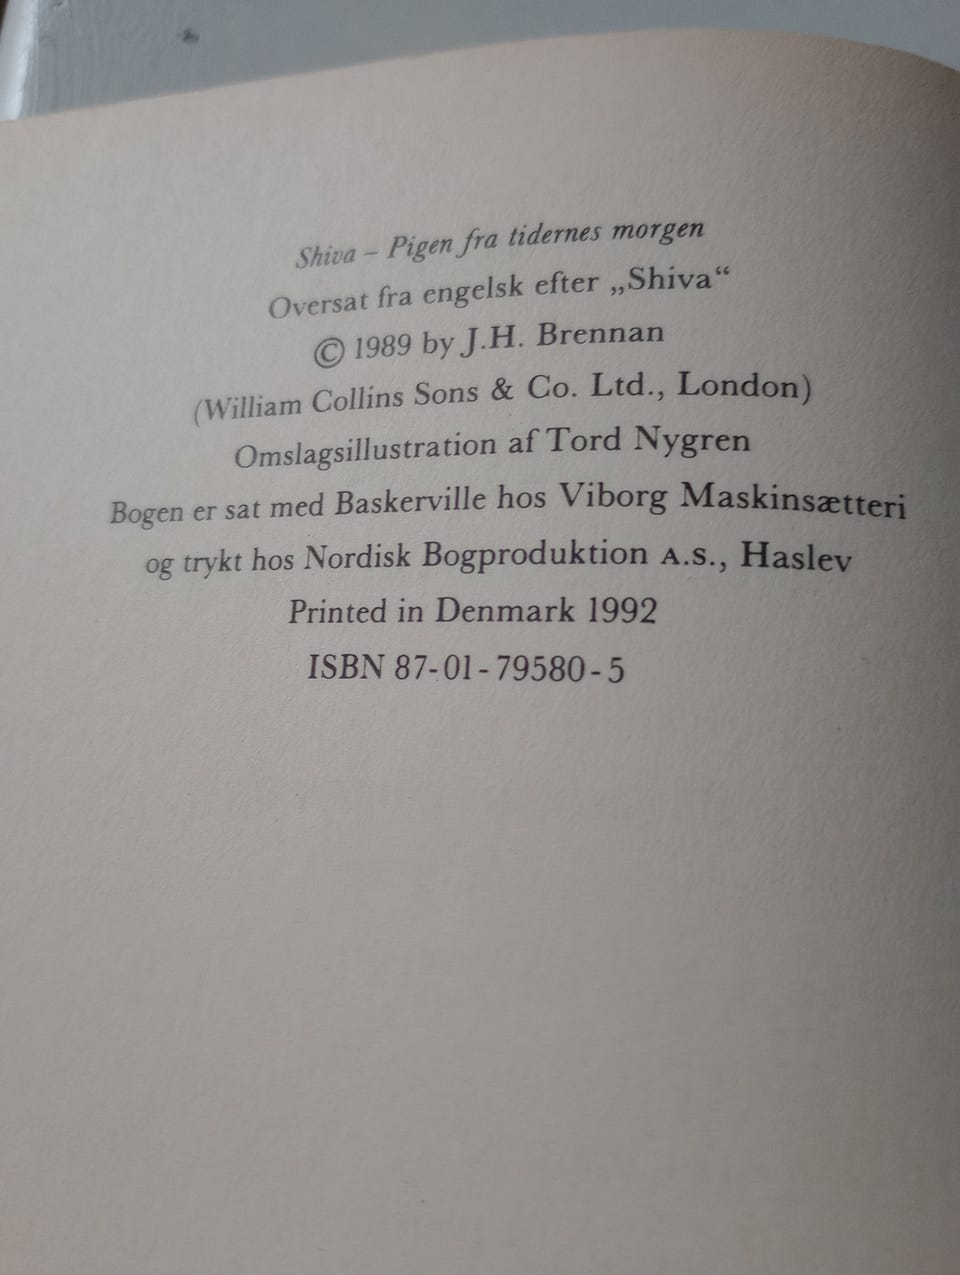 Shiva – Pigen fra tidernes morgen
Oversat fra engelsk efter „Shiva“
© 1989 by J.H. Brennan
(William Collins Sons & Co. Ltd., London)
Omslagsillustration af Tord Nygren
Bogen er sat med Baskerville hos Viborg Maskinsætteri
og trykt hos Nordisk Bogproduktion A.S., Haslev
Printed in Denmark 1992
ISBN 87-01-79580-5